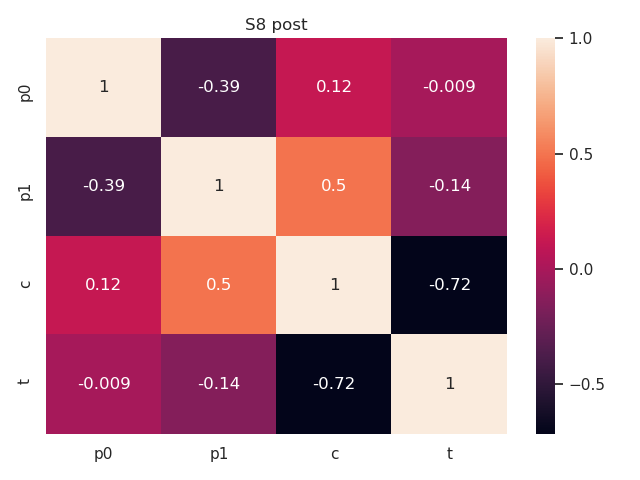 S8 post
p0 1 -0.39 0.12 -0.009
p1 -0.39 1 0.5 -0.14
c 0.12 0.5 1 -0.72
t -0.009 -0.14 -0.72 1
p0 p1 c t
1.0
0.5
0.0
−0.5